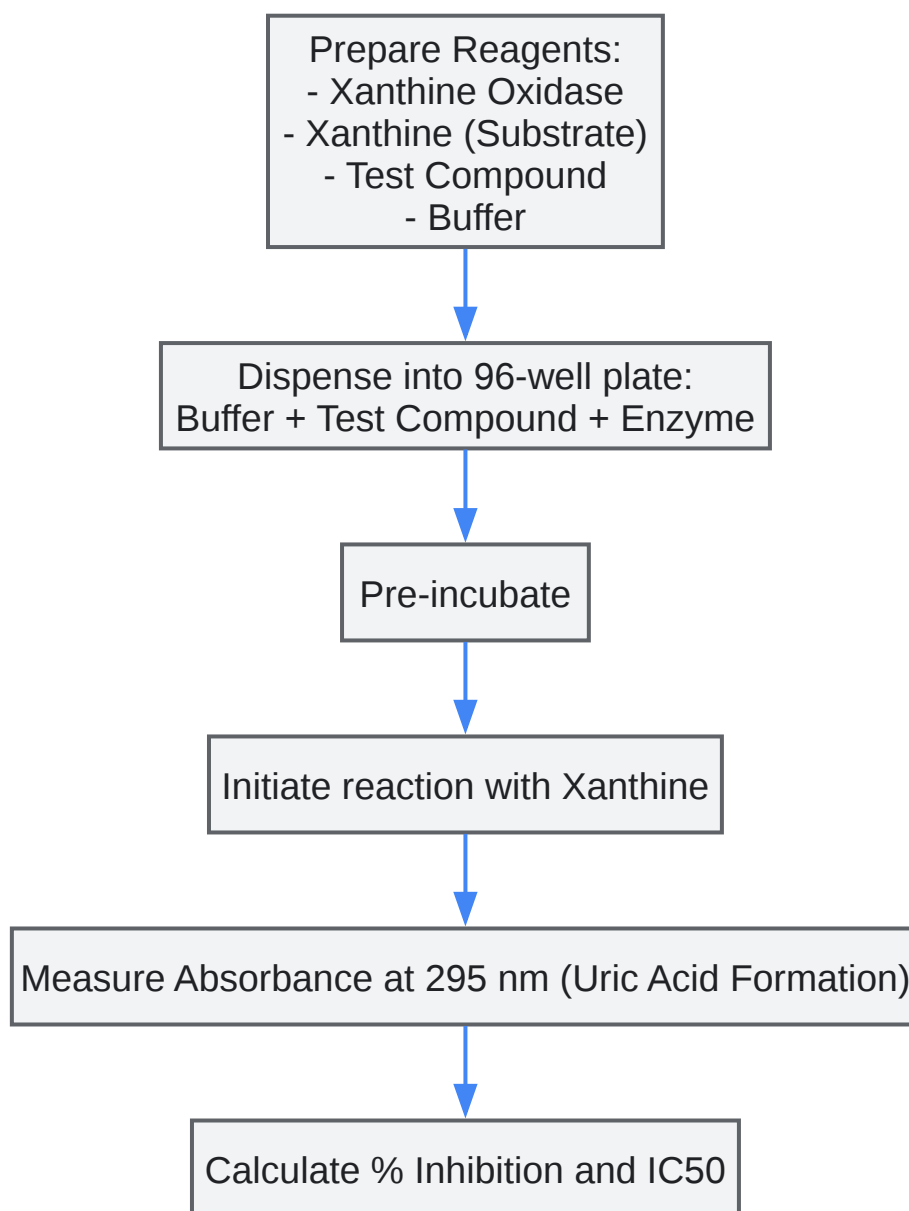 Prepare Reagents:
- Xanthine Oxidase
- Xanthine (Substrate)
- Test Compound
- Buffer
Dispense into 96-well plate:
Buffer + Test Compound + Enzyme
Pre-incubate
Initiate reaction with Xanthine
Measure Absorbance at 295 nm (Uric Acid Formation)
Calculate % Inhibition and IC50